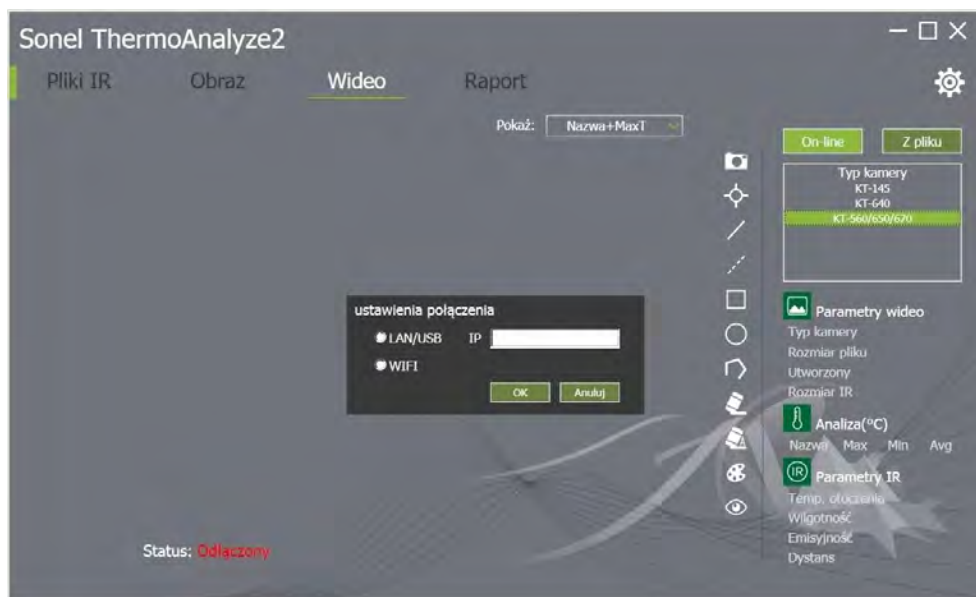 Sonel ThermoAnalyze2
Pliki IR Obraz Wideo Raport
Pokaż: Nazwa+MaxT
On-line Z pliku
Typ kamery
KT-145
KT-640
KT-560/650/670
ustawienia połączenia
LAN/USB IP
WIFI
OK Anuluj
Parametry wideo
Typ kamery
Rozmiar pliku
Utworzony
Rozmiar IR
Analiza(°C)
Nazwa Max Min Avg
IR Parametry IR
Temp. otoczenia
Wilgotność
Emisyjność
Dystans
Status: Odłączony